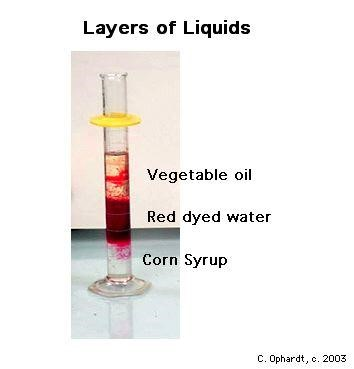 Layers of Liquids
Vegetable oil
Red dyed water
Corn Syrup
C. Ophardt, c. 2003